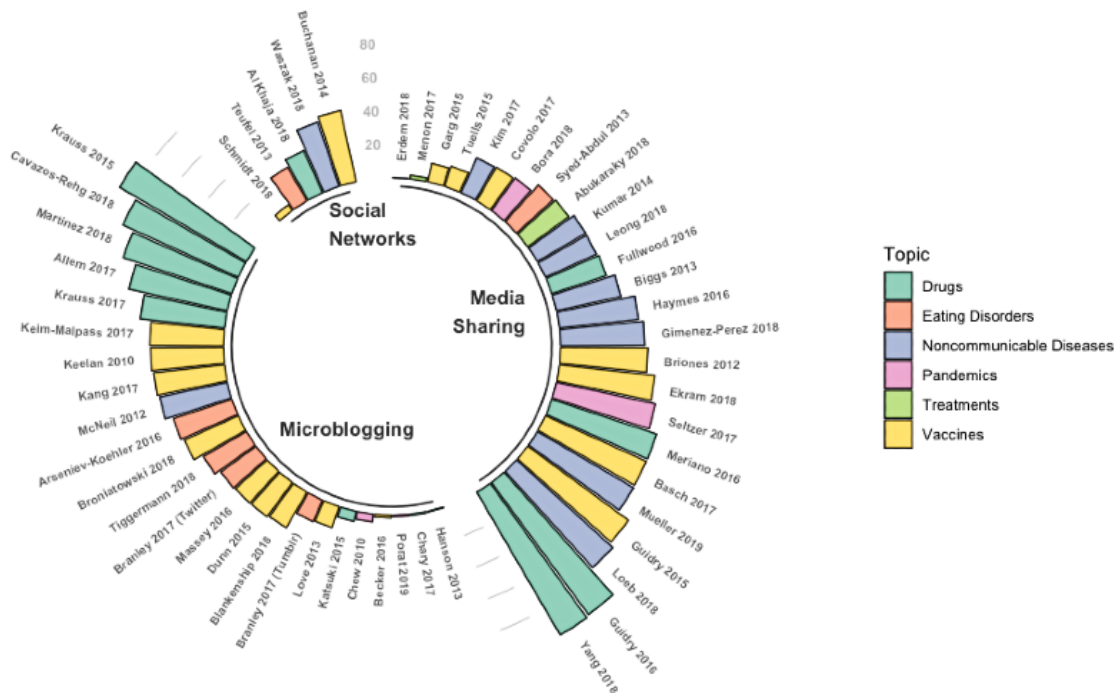 80
60
40
20
Buchanan 2014
Waszak 2018
Al Khaja 2018
Teufel 2013
Schmidt 2018
Social
Networks
Erdem 2018
Menon 2017
Garg 2015
Tuells 2015
Kim 2017
Covolo 2017
Bora 2018
Syed-Abdul 2013
Abukaraky 2018
Kumar 2014
Leong 2018
Fullwood 2016
Biggs 2013
Haymes 2016
Gimenez-Perez 2018
Briones 2012
Ekram 2018
Seltzer 2017
Meriano 2016
Basch 2017
Mueller 2019
Guidry 2015
Loeb 2018
Guidry 2016
Yang 2018
Media
Sharing
Krauss 2015
Cavazos-Rehg 2018
Martinez 2018
Allem 2017
Krauss 2017
Keim-Malpass 2017
Keelan 2010
Kang 2017
McNeil 2012
Arseniev-Koehler 2016
Broniatowski 2018
Tiggermann 2018
Branley 2017 (Twitter)
Massey 2016
Dunn 2015
Blankenship 2018
Branley 2017 (Tumblr)
Love 2013
Katsuki 2015
Chew 2010
Becker 2016
Porat 2019
Chary 2017
Hanson 2013
Microblogging
Topic
Drugs
Eating Disorders
Noncommunicable Diseases
Pandemics
Treatments
Vaccines